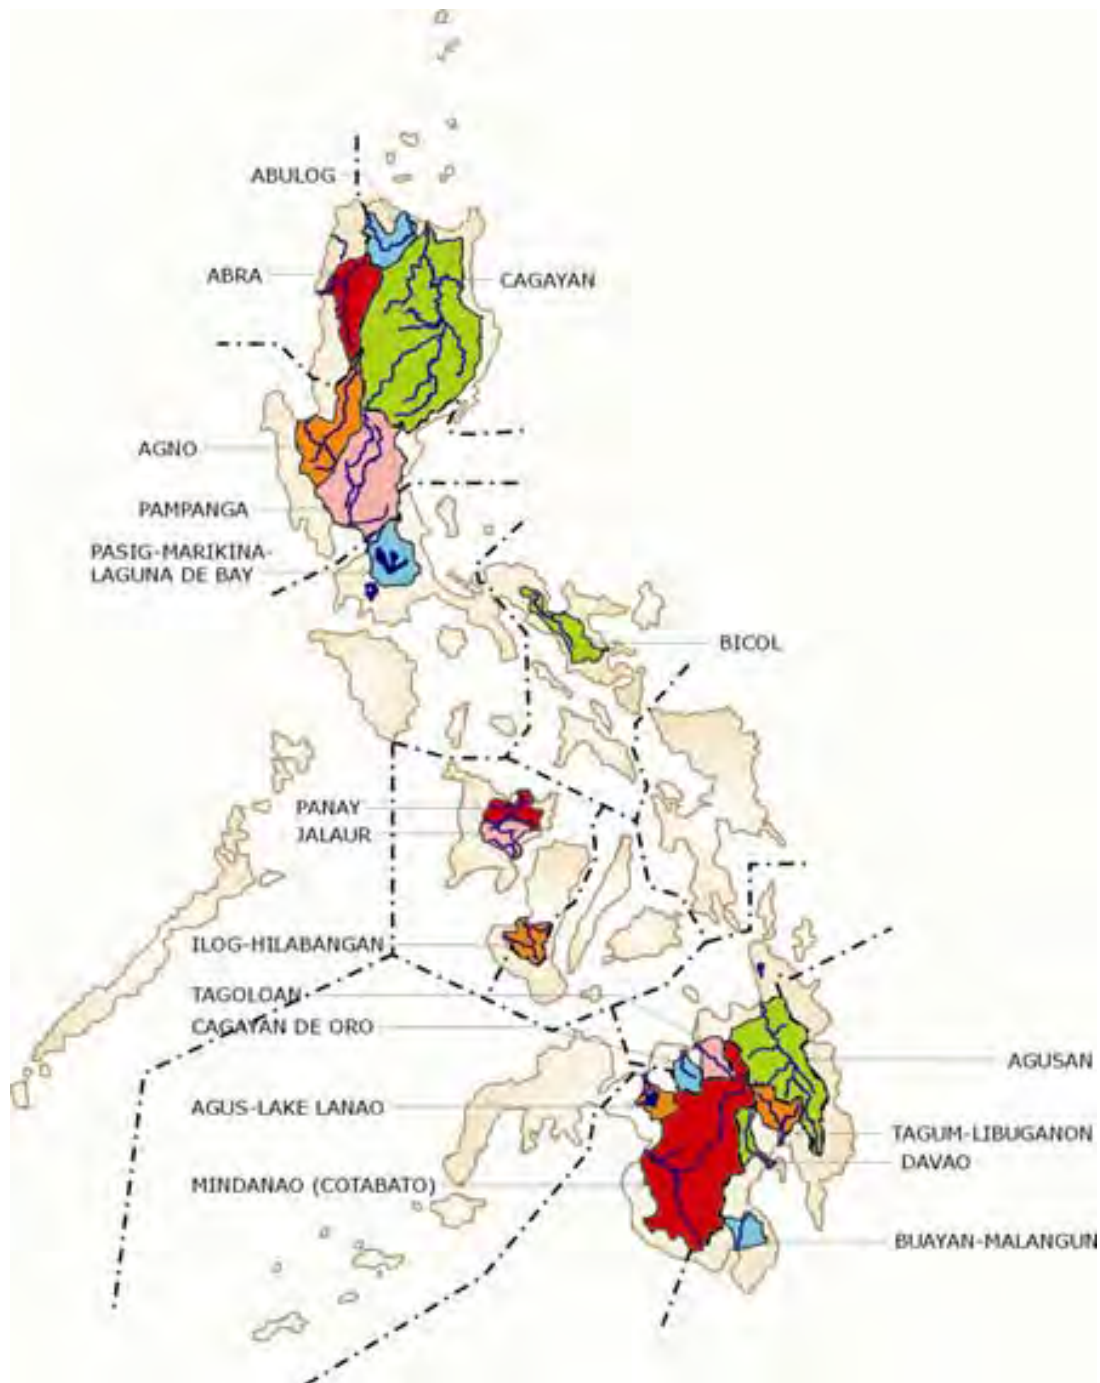 ABULOG
ABRA
CAGAYAN
AGNO
PAMPANGA
PASIG-MARIKINA-
LAGUNA DE BAY
BICOL
PANAY
JALAUR
ILOG-HILABANGAN
TAGOLOAN
CAGAYAN DE ORO
AGUSAN
AGUS-LAKE LANAO
TAGUM-LIBUGANON
DAVAO
MINDANAO (COTABATO)
BUAYAN-MALANGUN